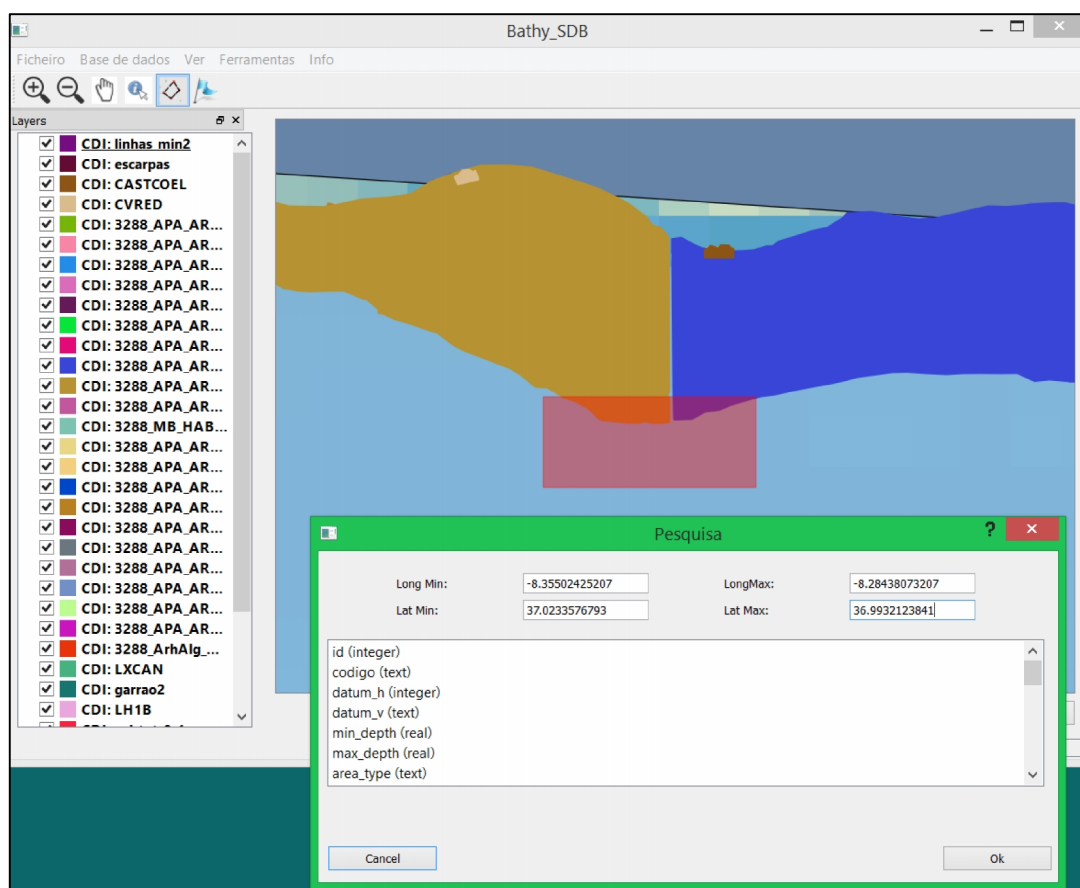 Bathy_SDB
Ficheiro Base de dados Ver Ferramentas Info
Layers
CDI: linhas_min2
CDI: escarpas
CDI: CASTCOEL
CDI: CVRED
CDI: 3288_APA_AR...
CDI: 3288_APA_AR...
CDI: 3288_APA_AR...
CDI: 3288_APA_AR...
CDI: 3288_APA_AR...
CDI: 3288_APA_AR...
CDI: 3288_APA_AR...
CDI: 3288_APA_AR...
CDI: 3288_APA_AR...
CDI: 3288_APA_AR...
CDI: 3288_MB_HAB...
CDI: 3288_APA_AR...
CDI: 3288_APA_AR...
CDI: 3288_APA_AR...
CDI: 3288_APA_AR...
CDI: 3288_APA_AR...
CDI: 3288_APA_AR...
CDI: 3288_APA_AR...
CDI: 3288_APA_AR...
CDI: 3288_APA_AR...
CDI: 3288_APA_AR...
CDI: 3288_ArhAlg_...
CDI: LXCAN
CDI: garrao2
CDI: LH1B
Pesquisa
Long Min: -8.35502425207 LongMax: -8.28438073207
Lat Min: 37.0233576793 Lat Max: 36.9932123841
id (integer)
codigo (text)
datum_h (integer)
datum_v (text)
min_depth (real)
max_depth (real)
area_type (text)
Cancel Ok